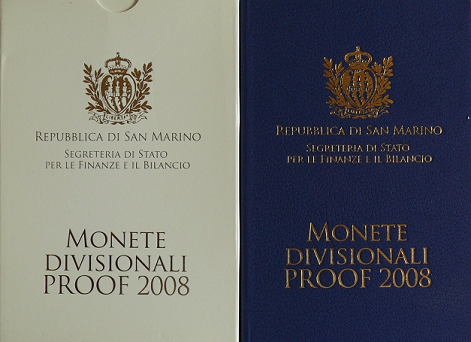 REPUBBLICA DI SAN MARINO
SEGRETERIA DI STATO
PER LE FINANZE E IL BILANCIO
MONETE
DIVISIONALI
PROOF 2008
REPUBBLICA DI SAN MARINO
SEGRETERIA DI STATO
PER LE FINANZE E IL BILANCIO
MONETE
DIVISIONALI
PROOF 2008